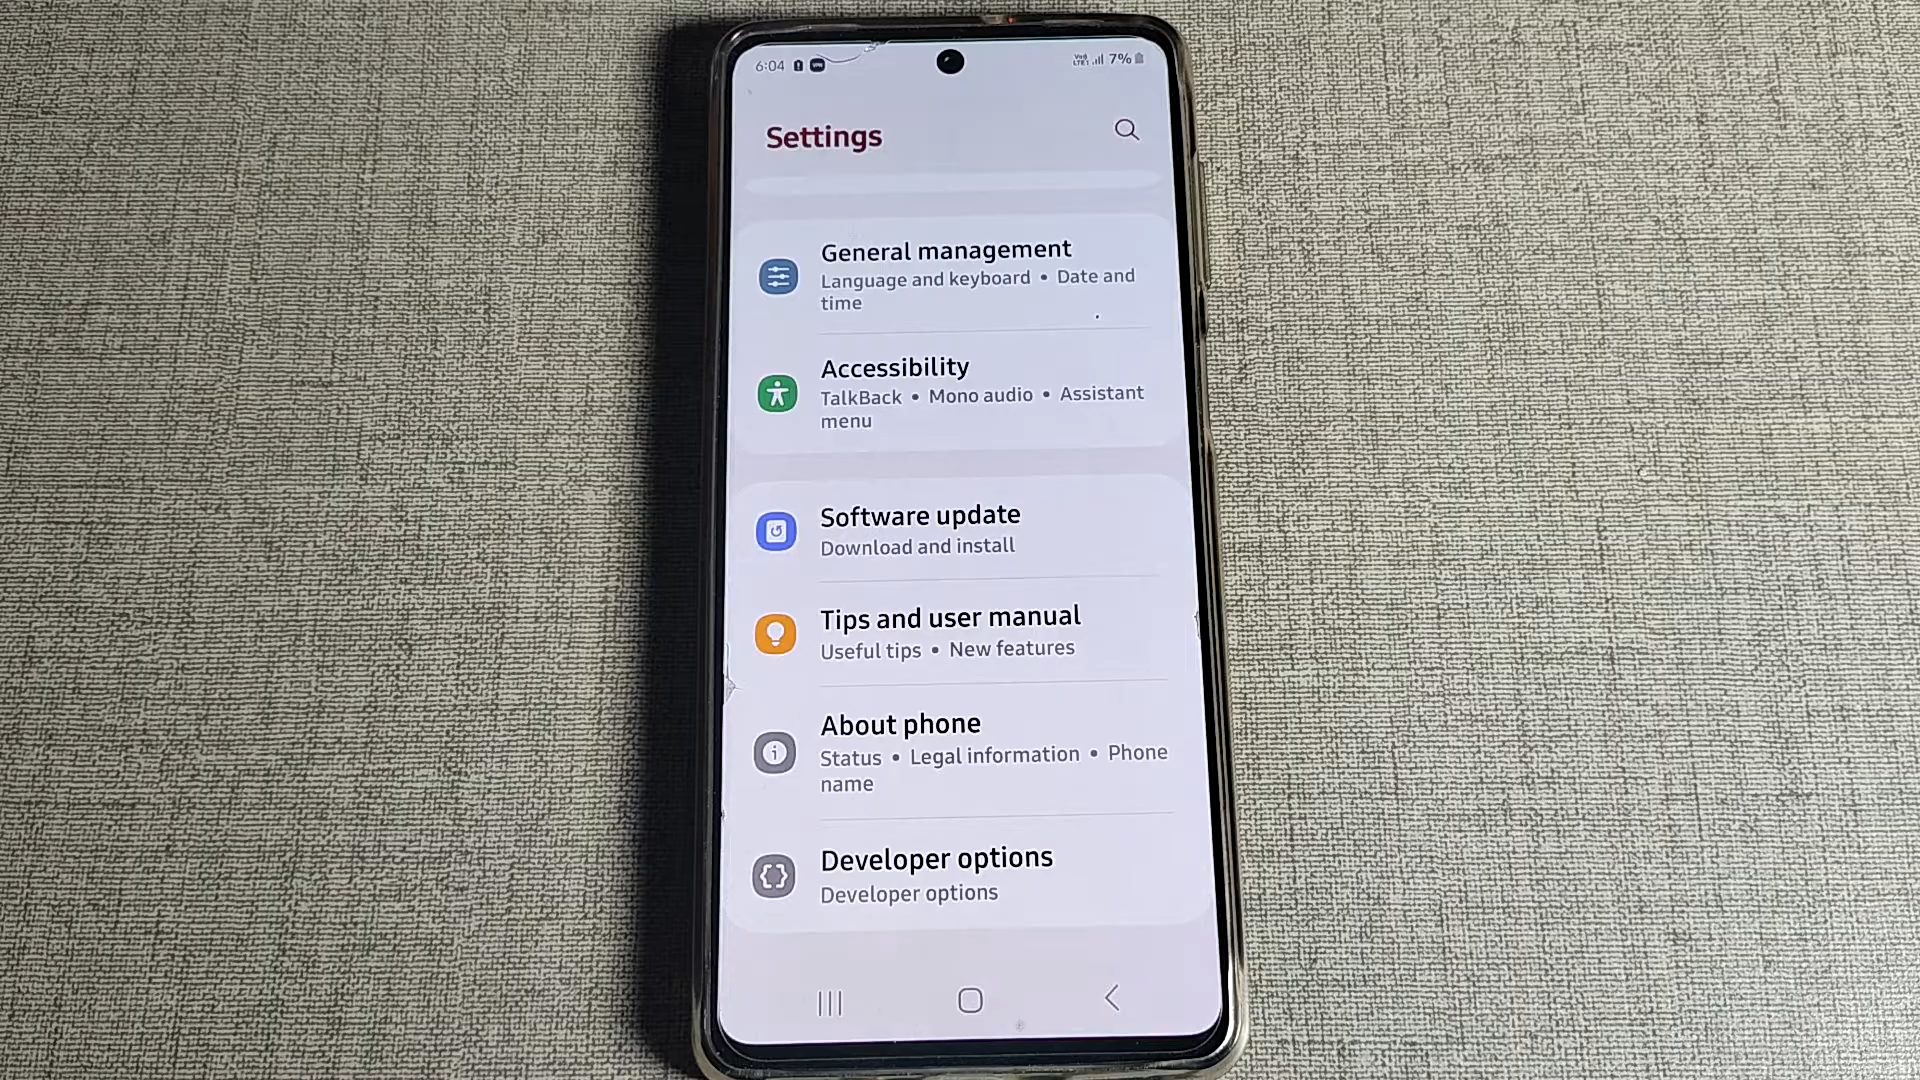 6:04 7%
Settings
General management
Language and keyboard • Date and
time
Accessibility
TalkBack • Mono audio • Assistant
menu
Software update
Download and install
Tips and user manual
Useful tips • New features
About phone
Status • Legal information • Phone
name
Developer options
Developer options